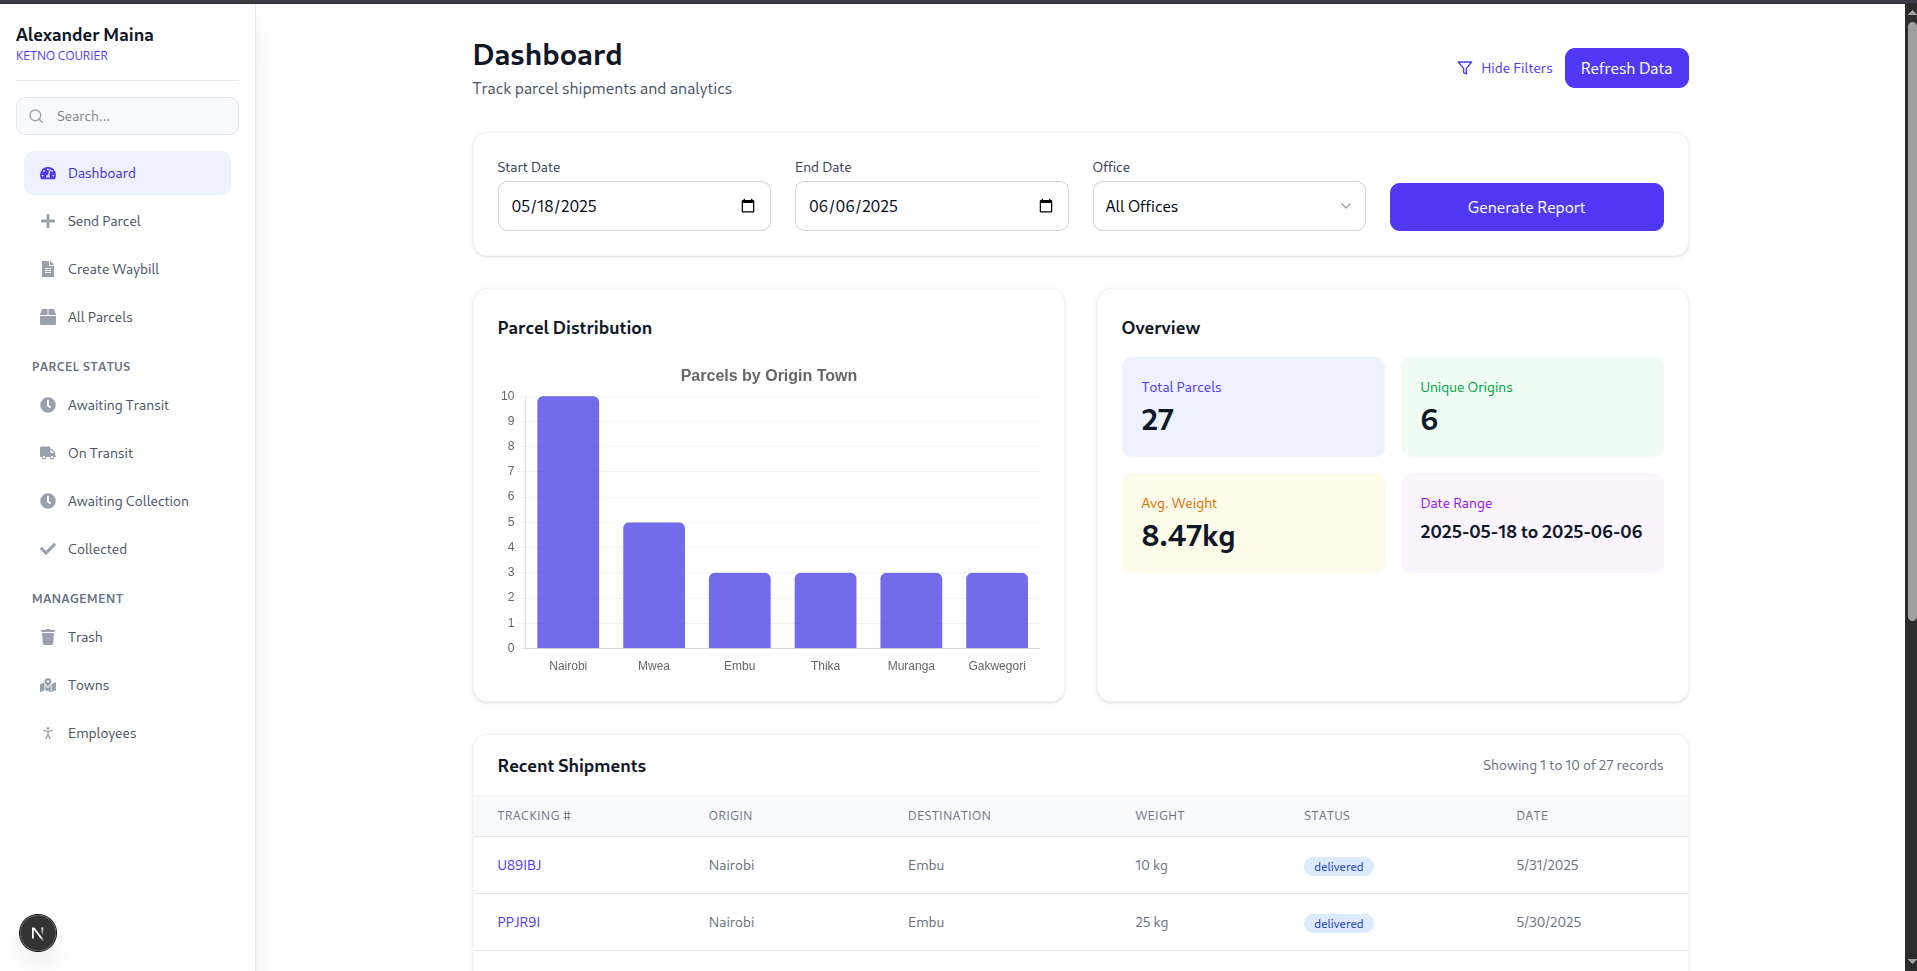 Alexander Maina
KETNO COURIER
Search...
Dashboard
Send Parcel
Create Waybill
All Parcels
PARCEL STATUS
Awaiting Transit
On Transit
Awaiting Collection
Collected
MANAGEMENT
Trash
Towns
Employees
N
Dashboard
Track parcel shipments and analytics
Hide Filters
Refresh Data
Start Date
05/18/2025
End Date
06/06/2025
Office
All Offices
Generate Report
Parcel Distribution
Parcels by Origin Town
10
9
8
7
6
5
4
3
2
1
0
Nairobi Mwea Embu Thika Muranga Gakwegori
Overview
Total Parcels
27
Unique Origins
6
Avg. Weight
8.47kg
Date Range
2025-05-18 to 2025-06-06
Recent Shipments
Showing 1 to 10 of 27 records
TRACKING # ORIGIN DESTINATION WEIGHT STATUS DATE
U89IBJ Nairobi Embu 10 kg delivered 5/31/2025
PPJR9I Nairobi Embu 25 kg delivered 5/30/2025